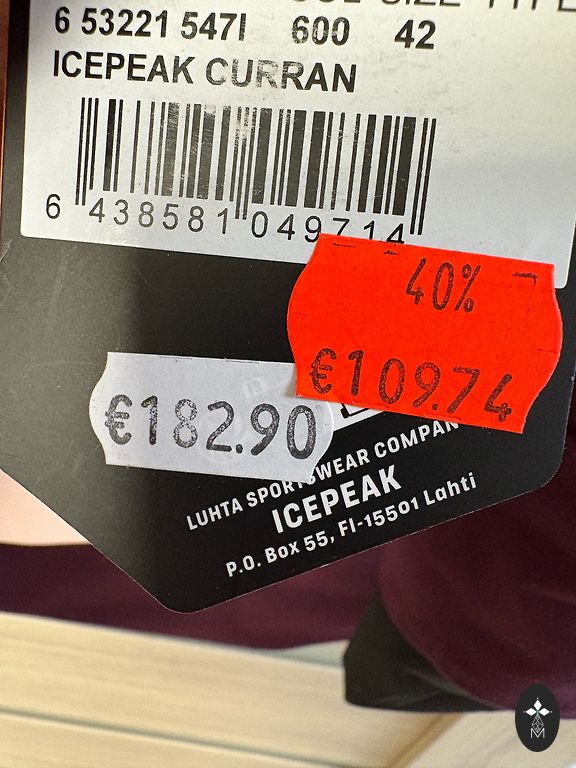 SIZE
6 53221 547I 600 42
ICEPEAK CURRAN
6 438581 049714
40%
€109.74
€182.90
LUHTA SPORTSWEAR COMPAN
ICEPEAK
P.O. Box 55, FI-15501 Lahti
M